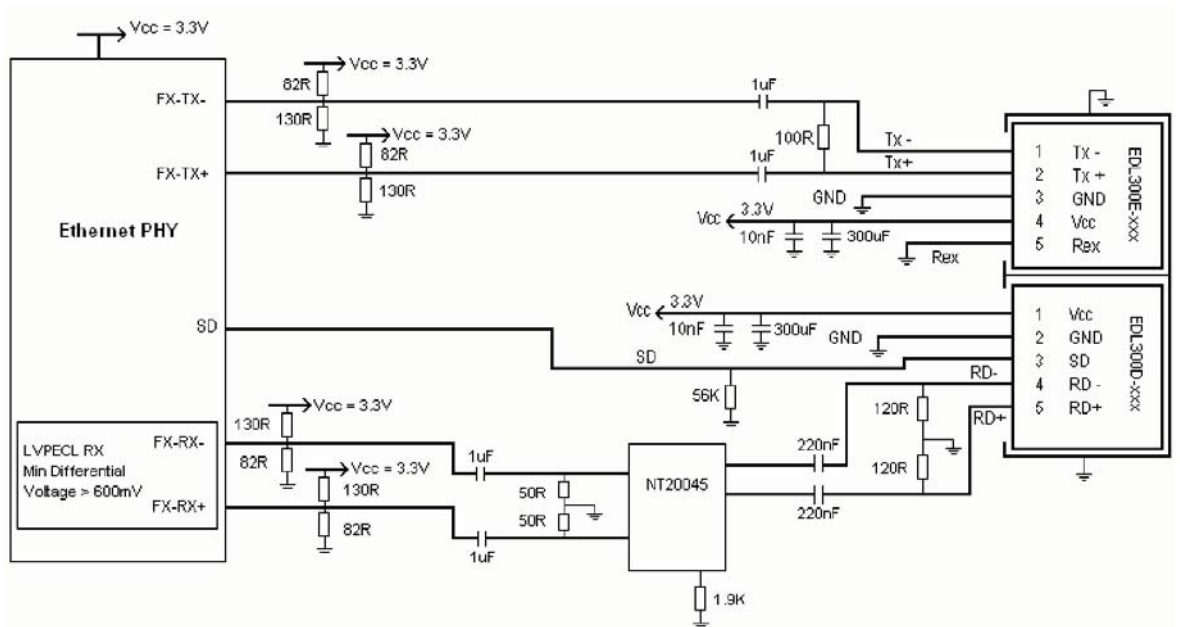 Vcc = 3.3V
Vcc = 3.3V
82R
1uF
FX-TX-
130R
Vcc = 3.3V
82R
100R
Tx -
1uF
Tx+
FX-TX+
130R
1 Tx -
2 Tx +
3 GND
4 Vcc
5 Rex
EDL300E-xxx
GND
Ethernet PHY
Vcc 3.3V
10nF
300uF
Rex
Vcc 3.3V
10nF
300uF
GND
SD
SD
1 Vcc
2 GND
3 SD
4 RD -
5 RD+
EDL300D-xxx
RD-
56K
120R
RD+
Vcc = 3.3V
130R
LVPECL RX
Min Differential
Voltage > 600mV
FX-RX-
82R
1uF
220nF
120R
Vcc = 3.3V
130R
50R
NT20045
FX-RX+
50R
82R
220nF
1uF
1.9K